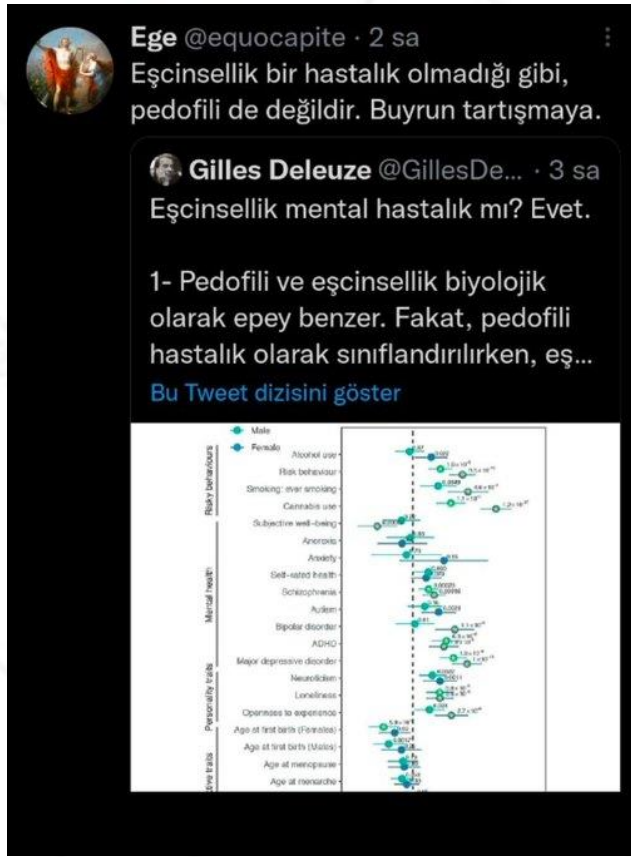 Ege @equocapite · 2 sa
Eşcinsellik bir hastalık olmadığı gibi,
pedofili de değildir. Buyrun tartışmaya.
Gilles Deleuze @GillesDe... · 3 sa
Eşcinsellik mental hastalık mı? Evet.
1- Pedofili ve eşcinsellik biyolojik
olarak epey benzer. Fakat, pedofili
hastalık olarak sınıflandırılırken, eş...
Bu Tweet dizisini göster
Male
Female
Risky behaviours
Alcohol use
Risk behaviour
Smoking: ever smoking
Cannabis use
Mental health
Subjective well-being
Anorexia
Anxiety
Self-rated health
Schizophrenia
Autism
Bipolar disorder
ADHD
Major depressive disorder
Personality traits
Neuroticism
Loneliness
Openness to experience
Age at first birth (Females)
Age at first birth (Males)
Age at menopause
Age at menarche
traits